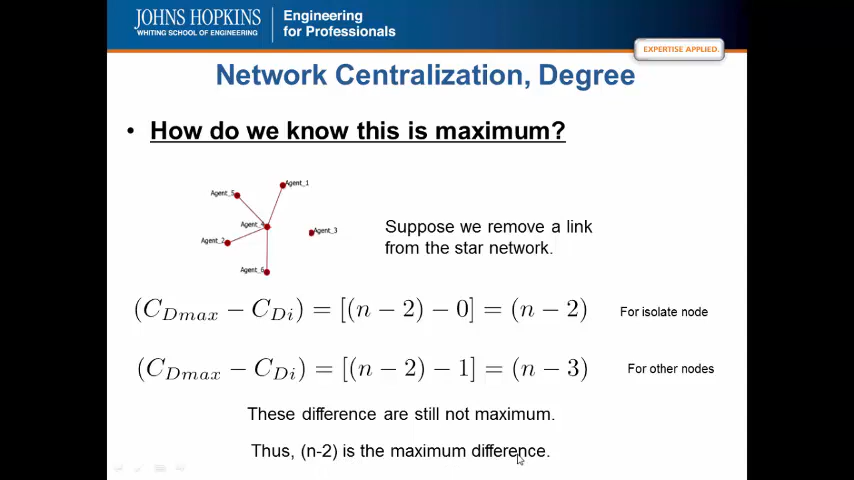 JOHNS HOPKINS
WHITING SCHOOL OF ENGINEERING
Engineering
for Professionals
EXPERTISE APPLIED.
Network Centralization, Degree
• How do we know this is maximum?
Agent_1
Agent_5
Agent_4
Agent_3
Agent_2
Agent_6
Suppose we remove a link
from the star network.
(C_{Dmax} − C_{Di}) = [(n − 2) − 0] = (n − 2) For isolate node
(C_{Dmax} − C_{Di}) = [(n − 2) − 1] = (n − 3) For other nodes
These difference are still not maximum.
Thus, (n-2) is the maximum difference.